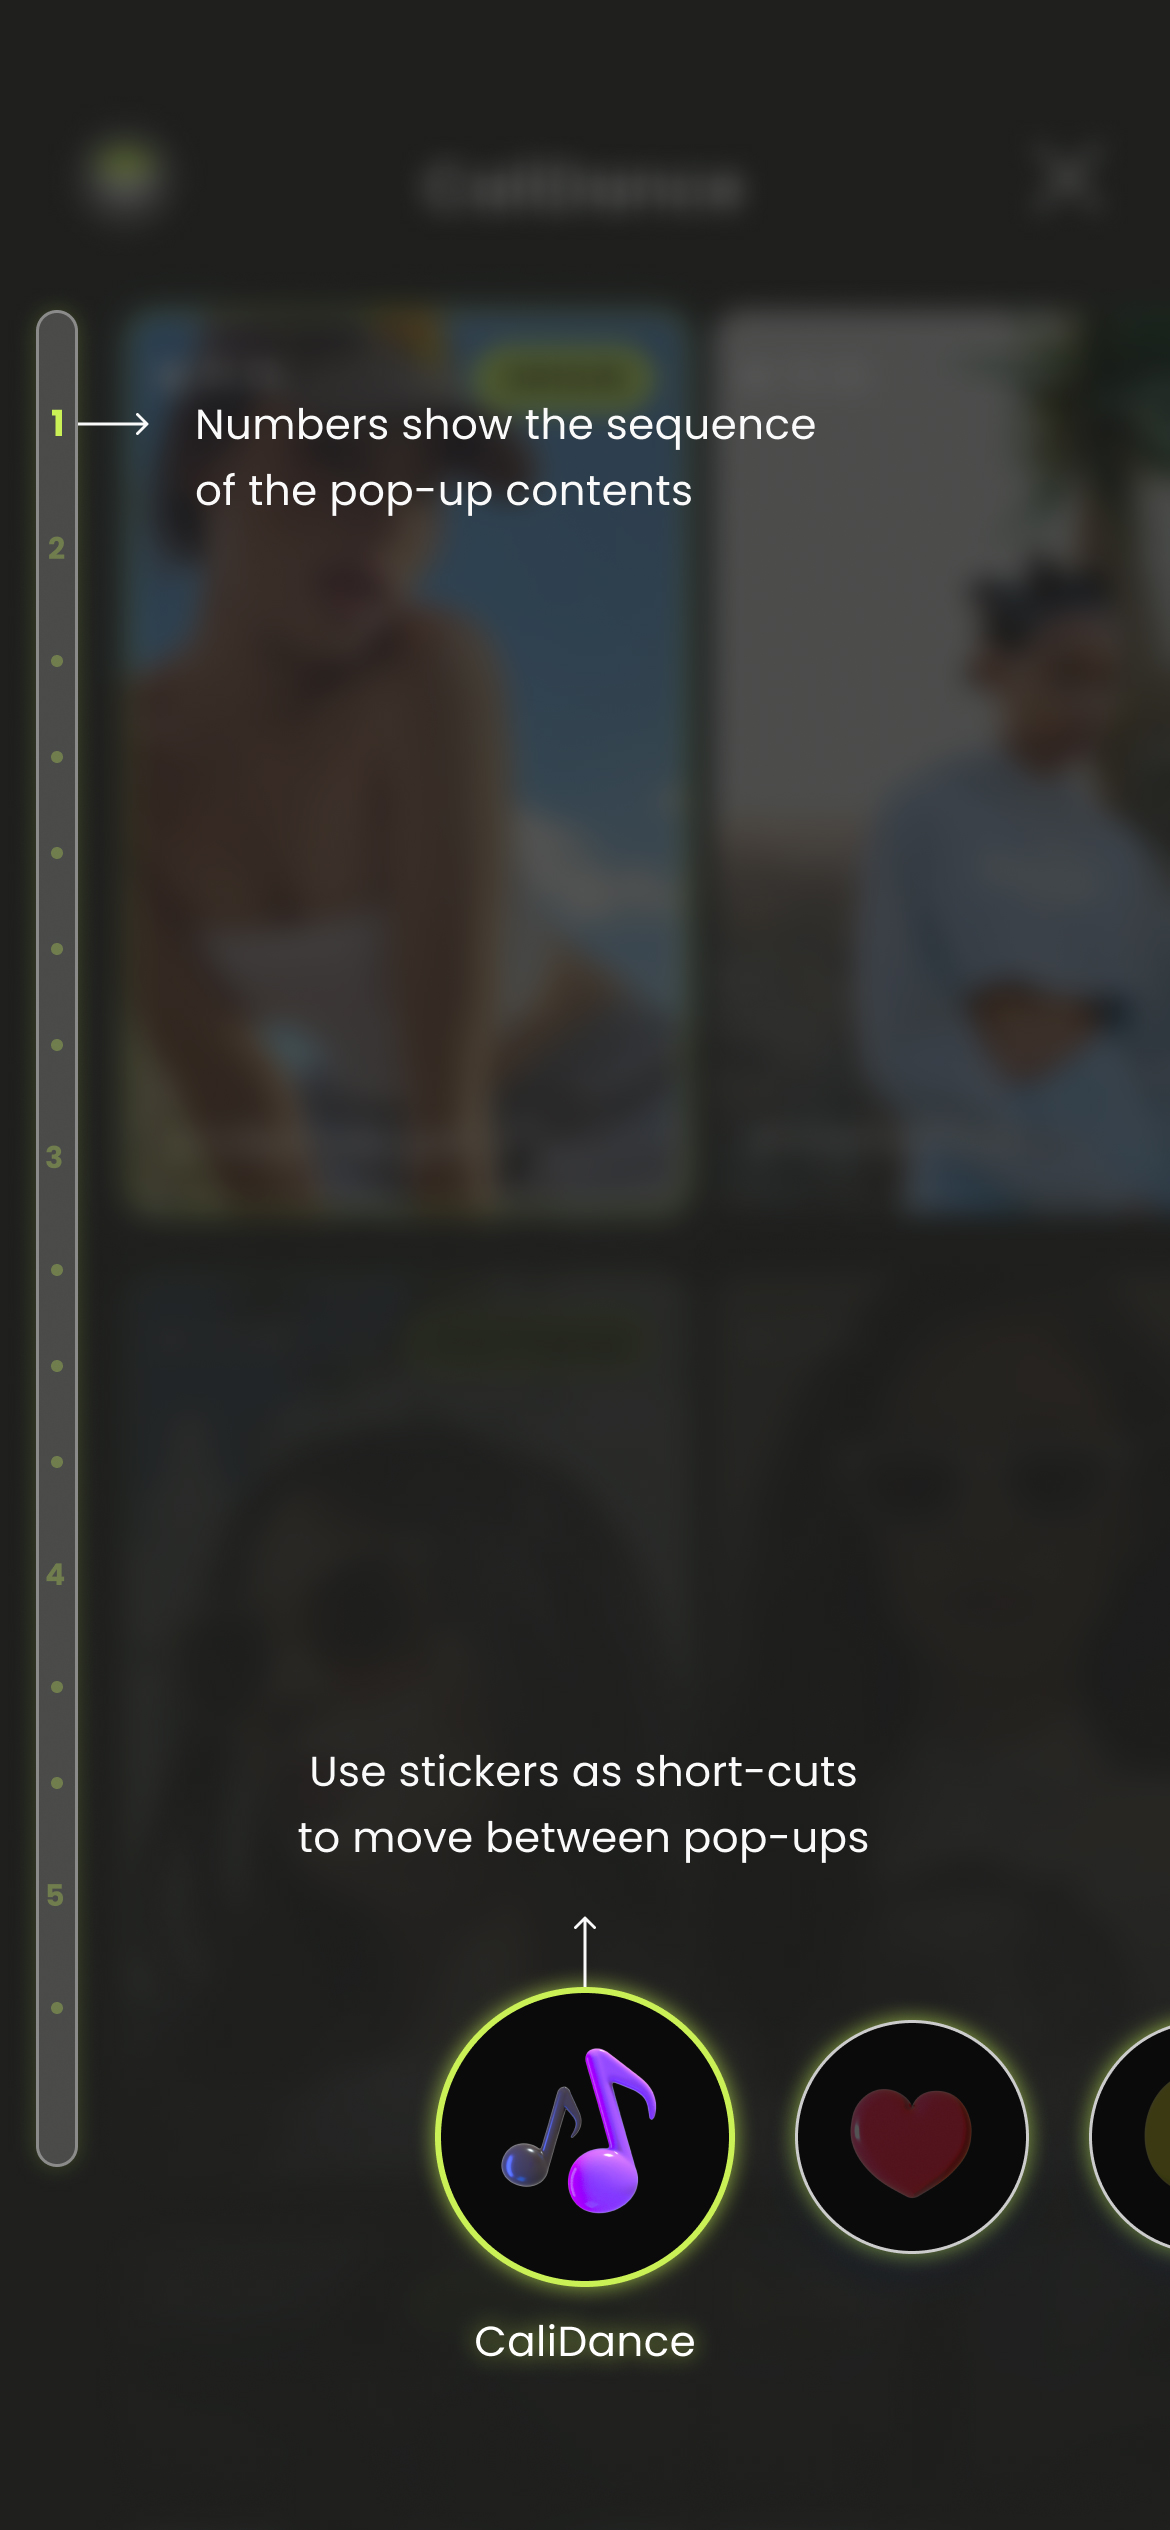 CaliDance
1
Numbers show the sequence
of the pop-up contents
2
3
4
Use stickers as short-cuts
to move between pop-ups
5
CaliDance